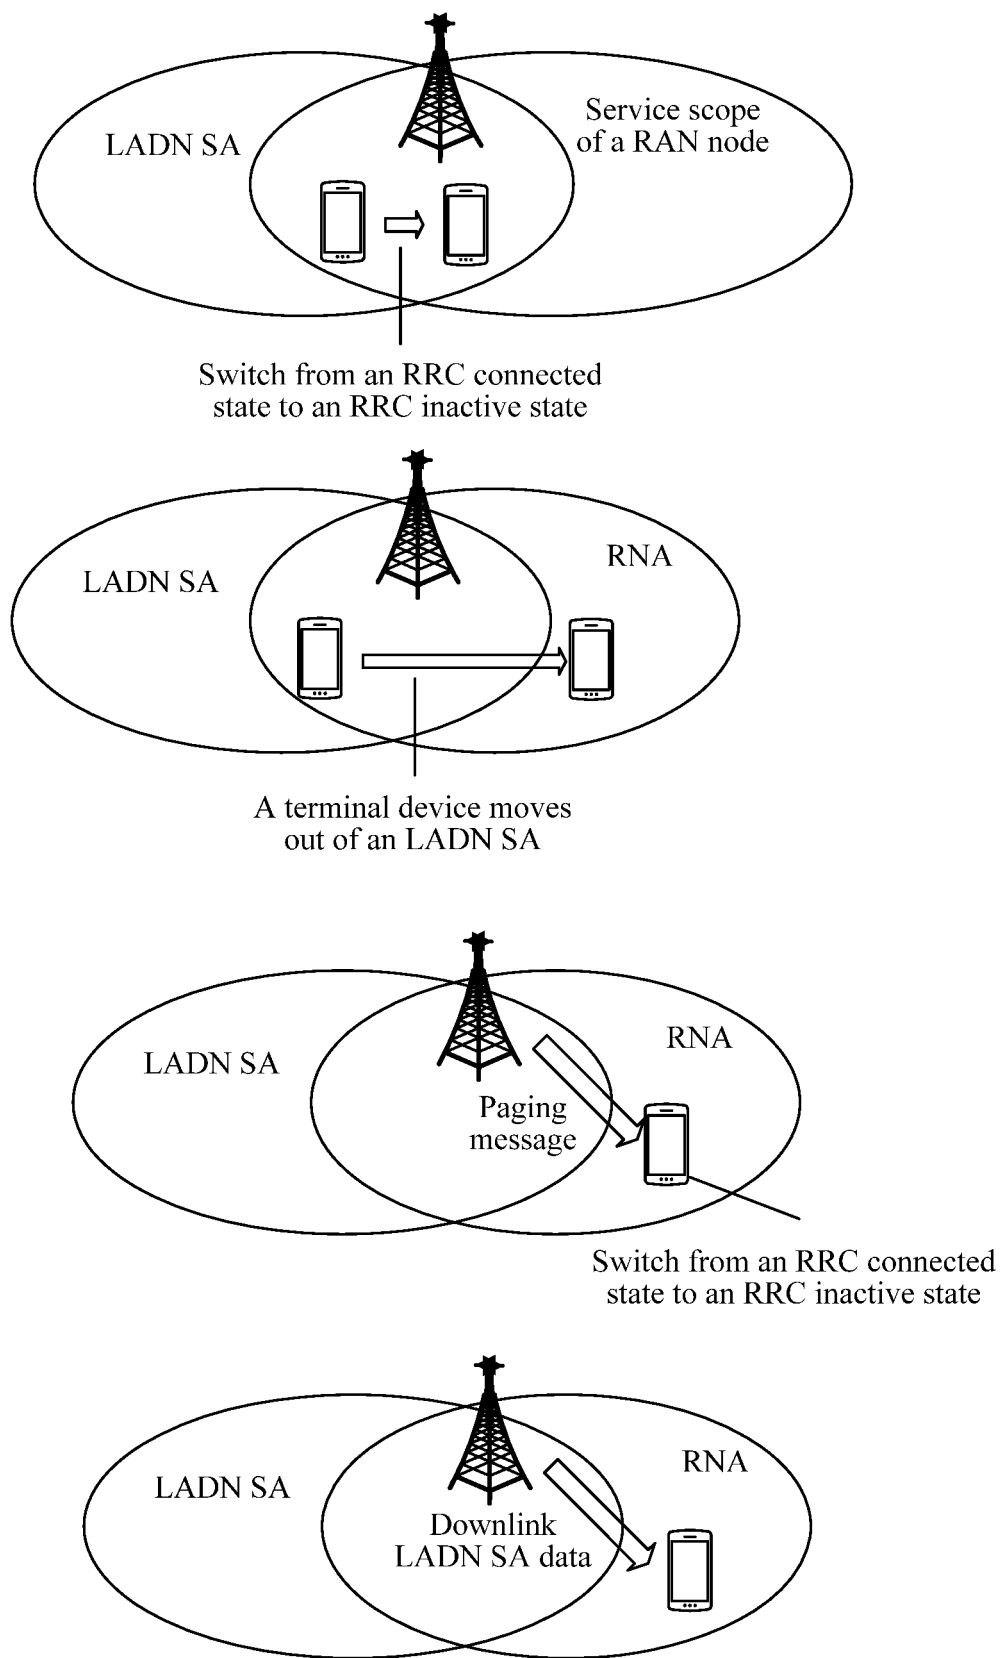 LADN SA
Service scope
of a RAN node
Switch from an RRC connected
state to an RRC inactive state
LADN SA
RNA
A terminal device moves
out of an LADN SA
LADN SA
RNA
Paging
message
Switch from an RRC connected
state to an RRC inactive state
LADN SA
RNA
Downlink
LADN SA data